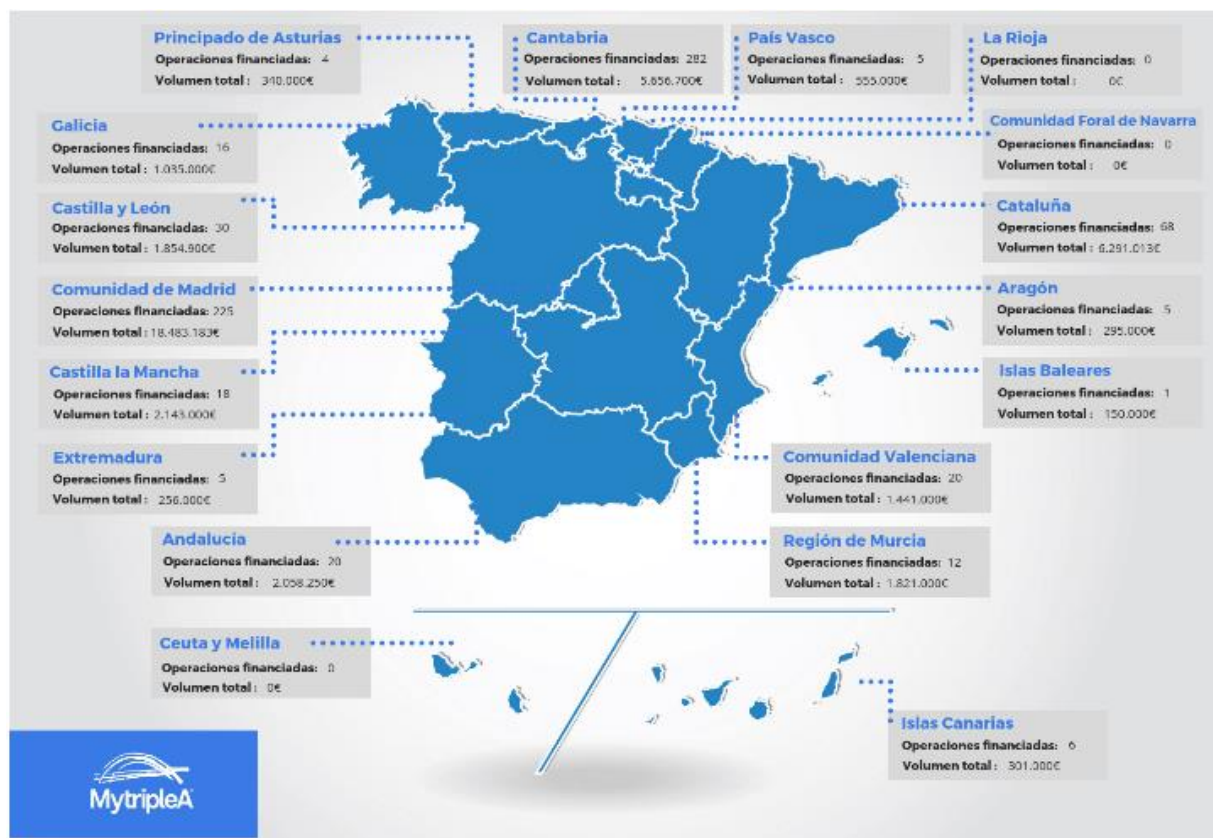 Principado de Asturias
Operaciones financiadas: 4
Volumen total : 340.000€
Cantabria
Operaciones financiadas: 282
Volumen total : 5.656.700€
País Vasco
Operaciones financiadas: 5
Volumen total : 555.000€
La Rioja
Operaciones financiadas: 0
Volumen total : 0€
Galicia
Operaciones financiadas: 16
Volumen total : 1.035.000€
Comunidad Foral de Navarra
Operaciones financiadas: 0
Volumen total : 0€
Castilla y León
Operaciones financiadas: 30
Volumen total : 1.854.900€
Cataluña
Operaciones financiadas: 68
Volumen total : 6.291.013€
Comunidad de Madrid
Operaciones financiadas: 225
Volumen total : 18.483.183€
Aragón
Operaciones financiadas: 5
Volumen total : 295.000€
Castilla la Mancha
Operaciones financiadas: 18
Volumen total : 2.143.000€
Islas Baleares
Operaciones financiadas: 1
Volumen total : 150.000€
Extremadura
Operaciones financiadas: 5
Volumen total : 256.000€
Comunidad Valenciana
Operaciones financiadas: 20
Volumen total : 1.441.000€
Andalucía
Operaciones financiadas: 20
Volumen total : 2.058.250€
Región de Murcia
Operaciones financiadas: 12
Volumen total : 1.821.000€
Ceuta y Melilla
Operaciones financiadas: 0
Volumen total : 0€
Islas Canarias
Operaciones financiadas: 6
Volumen total : 301.000€
MytripleA